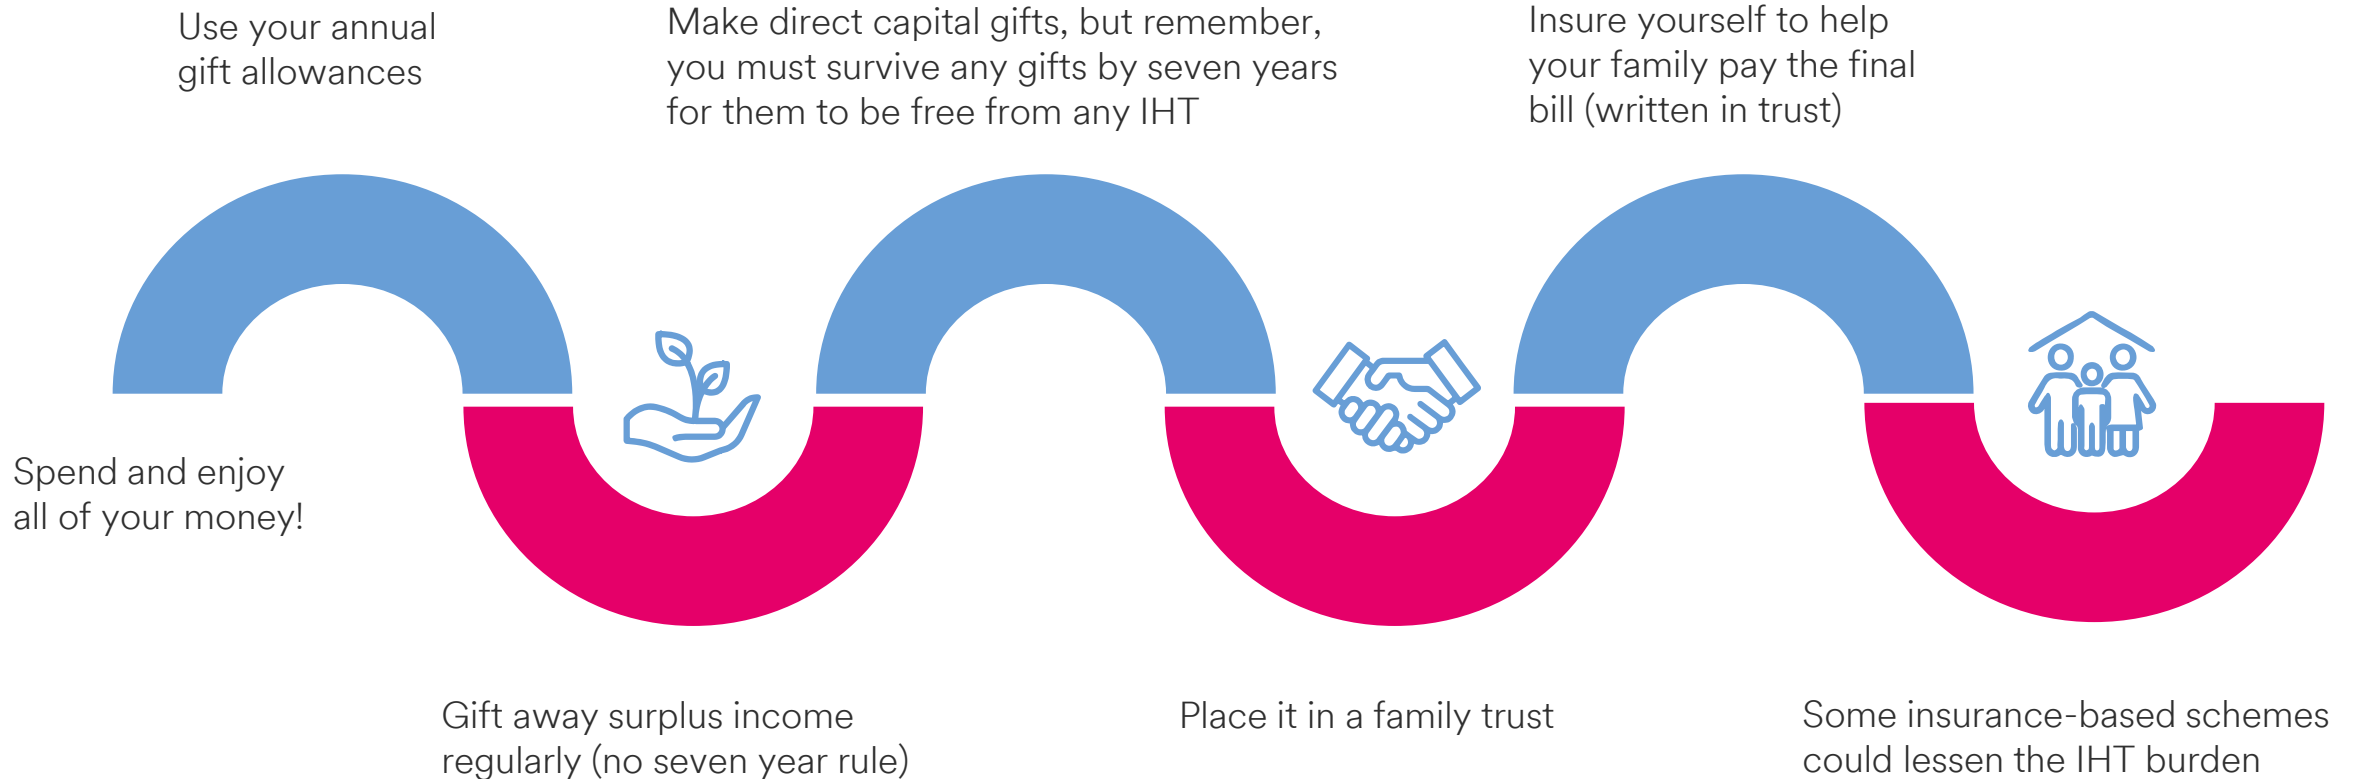 Spend and enjoy
all of your money!
Use your annual
gift allowances
Gift away surplus income
regularly (no seven year rule)
Make direct capital gifts, but remember,
you must survive any gifts by seven years
for them to be free from any IHT
Place it in a family trust
Insure yourself to help
your family pay the final
bill (written in trust)
Some insurance-based schemes
could lessen the IHT burden